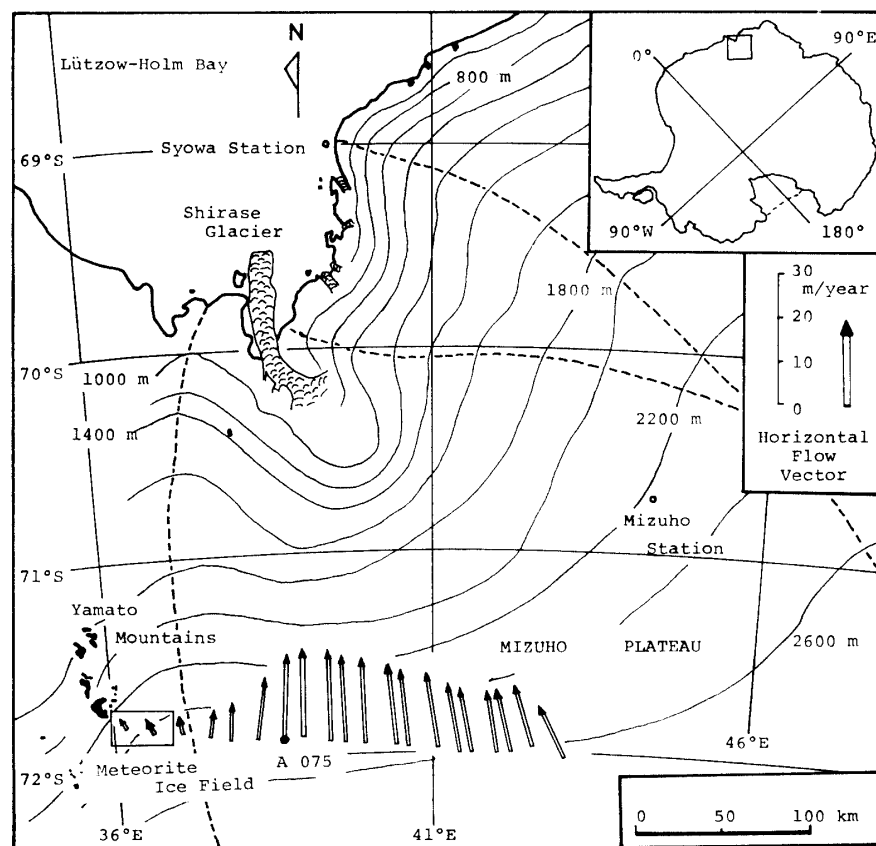 N
Lützow-Holm Bay
800 m
0°
90°E
69°S
Syowa Station
Shirase
Glacier
90°W
180°
1800 m
30
m/year
20
10
0
70°S
1000 m
1400 m
2200 m
Horizontal
Flow
Vector
Mizuho
Station
71°S
Yamato
Mountains
MIZUHO PLATEAU
2600 m
46°E
A 075
72°S
Meteorite
Ice Field
36°E
41°E
0 50 100 km